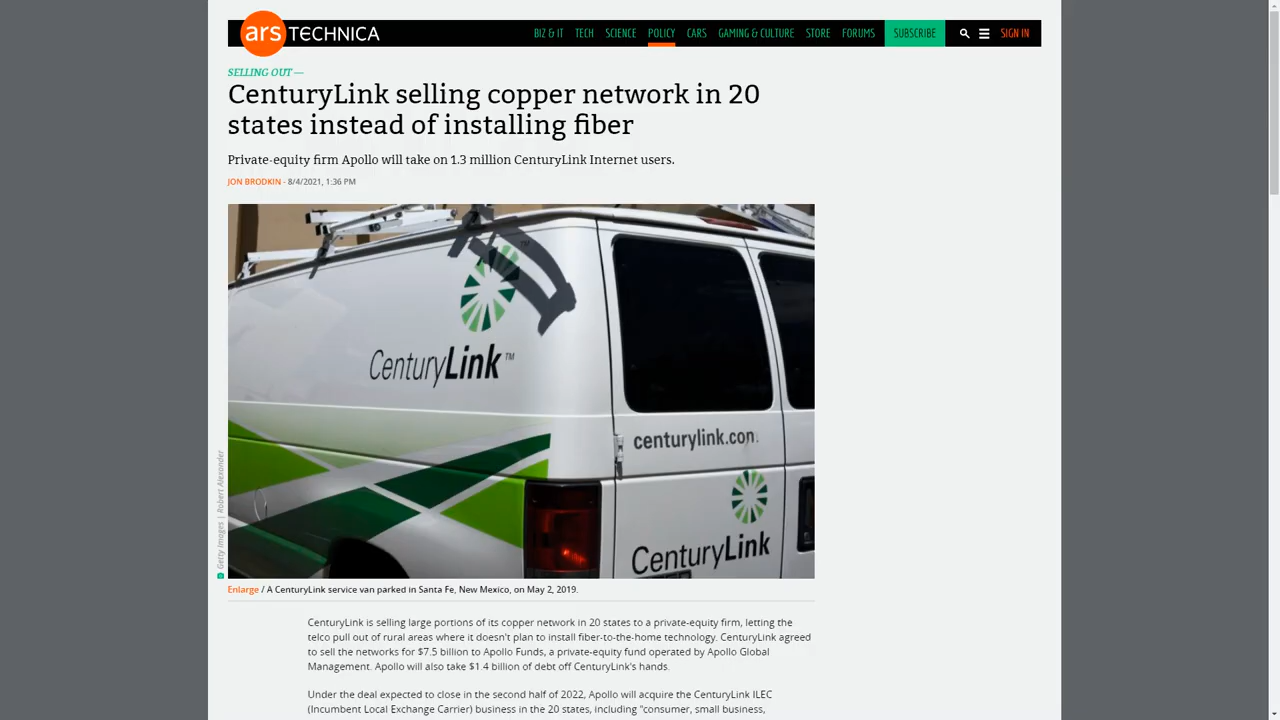 ars TECHNICA
BIZ & IT TECH SCIENCE POLICY CARS GAMING & CULTURE STORE FORUMS SUBSCRIBE SIGN IN
SELLING OUT —
CenturyLink selling copper network in 20
states instead of installing fiber
Private-equity firm Apollo will take on 1.3 million CenturyLink Internet users.
JON BRODKIN - 8/4/2021, 1:36 PM
CenturyLink™
centurylink.com
CenturyLink
Getty Images | Robert Alexander
Enlarge / A CenturyLink service van parked in Santa Fe, New Mexico, on May 2, 2019.
CenturyLink is selling large portions of its copper network in 20 states to a private-equity firm, letting the
telco pull out of rural areas where it doesn't plan to install fiber-to-the-home technology. CenturyLink agreed
to sell the networks for $7.5 billion to Apollo Funds, a private-equity fund operated by Apollo Global
Management. Apollo will also take $1.4 billion of debt off CenturyLink's hands.
Under the deal expected to close in the second half of 2022, Apollo will acquire the CenturyLink ILEC
(Incumbent Local Exchange Carrier) business in the 20 states, including "consumer, small business,